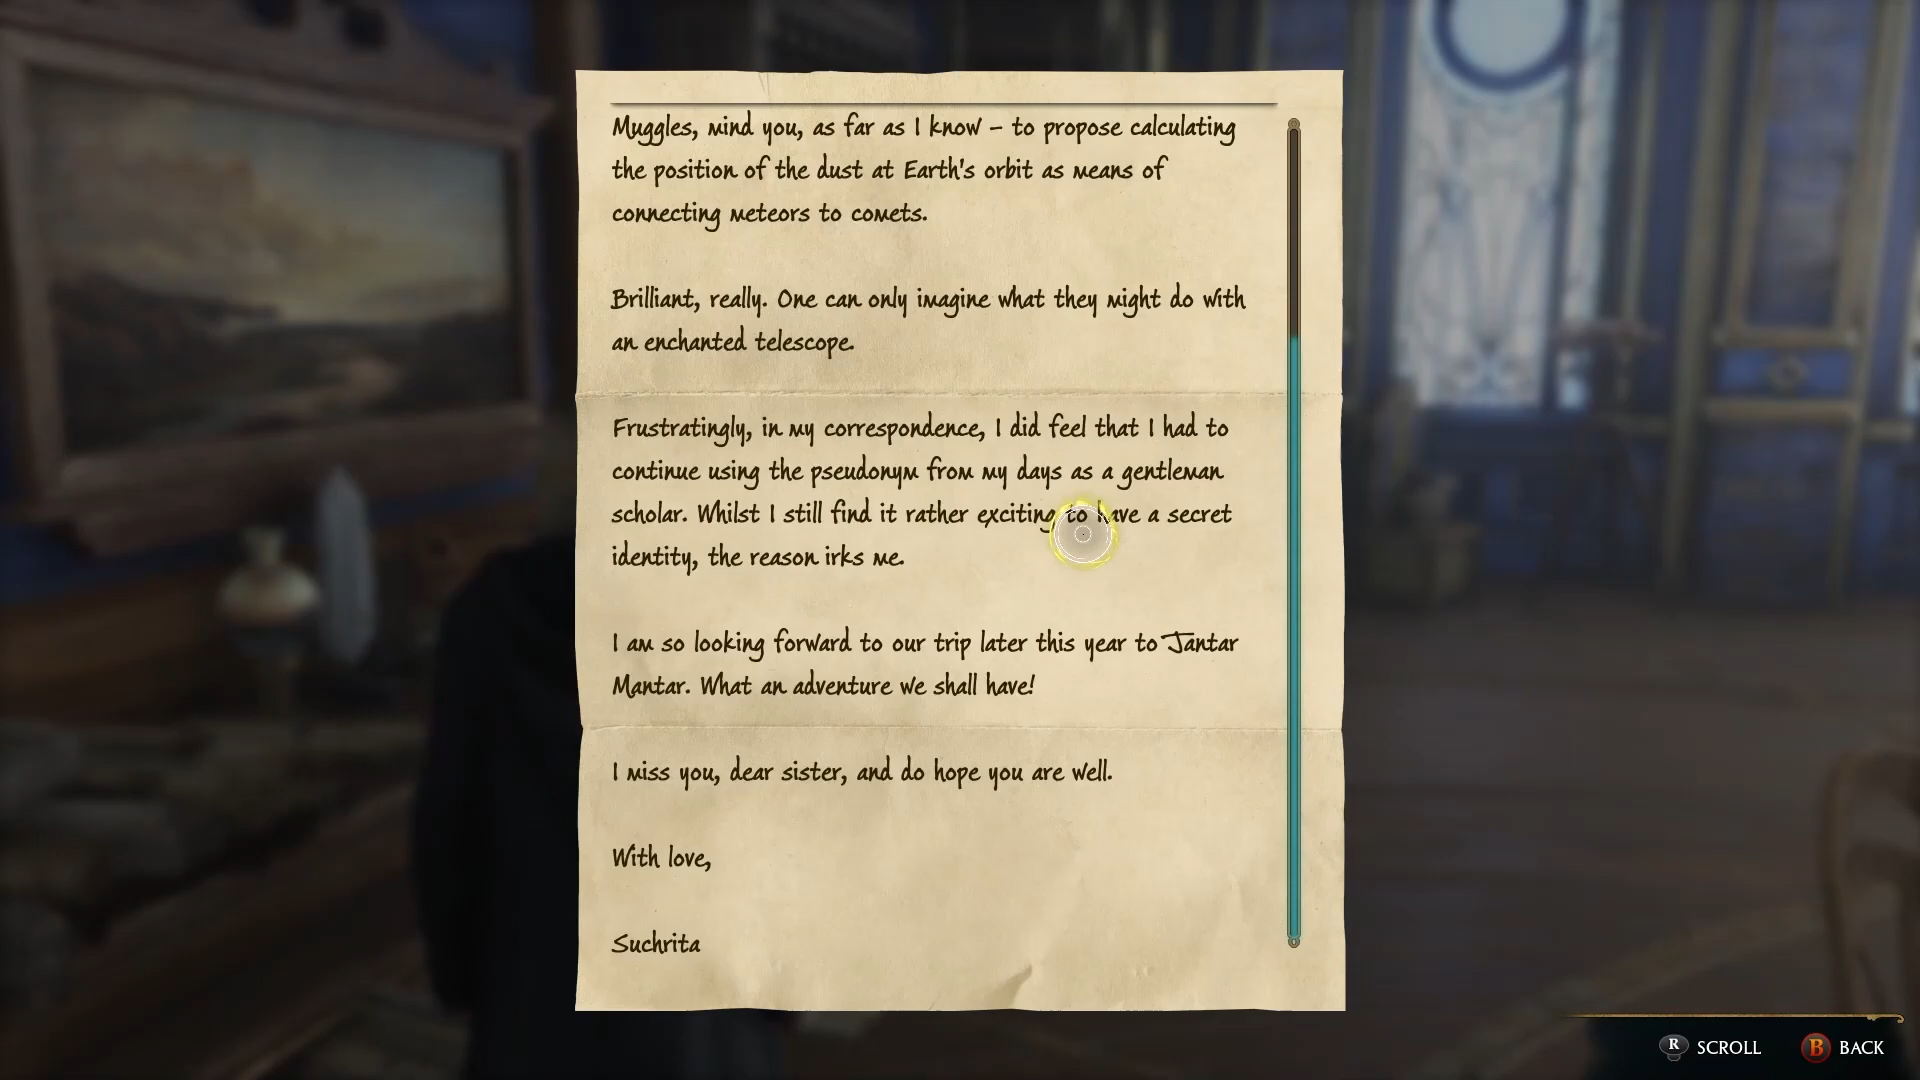 Muggles, mind you, as far as I know – to propose calculating
the position of the dust at Earth's orbit as means of
connecting meteors to comets.
Brilliant, really. One can only imagine what they might do with
an enchanted telescope.
Frustratingly, in my correspondence, I did feel that I had to
continue using the pseudonym from my days as a gentleman
scholar. Whilst I still find it rather exciting to have a secret
identity, the reason irks me.
I am so looking forward to our trip later this year to Jantar
Mantar. What an adventure we shall have!
I miss you, dear sister, and do hope you are well.
With love,
Suchrita
R SCROLL B BACK